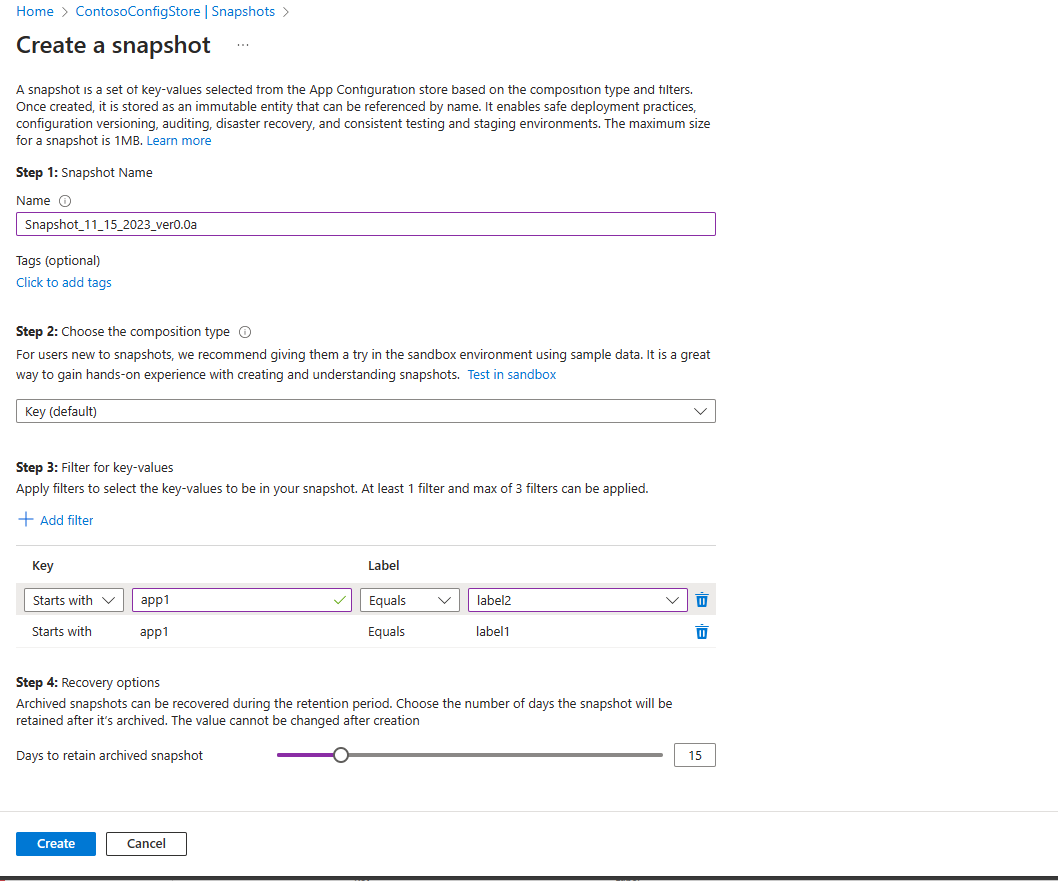 Home > ContosoConfigStore | Snapshots >
Create a snapshot ...
A snapshot is a set of key-values selected from the App Configuration store based on the composition type and filters.
Once created, it is stored as an immutable entity that can be referenced by name. It enables safe deployment practices,
configuration versioning, auditing, disaster recovery, and consistent testing and staging environments. The maximum size
for a snapshot is 1MB. Learn more
Step 1: Snapshot Name
Name
Snapshot_11_15_2023_ver0.0a
Tags (optional)
Click to add tags
Step 2: Choose the composition type
For users new to snapshots, we recommend giving them a try in the sandbox environment using sample data. It is a great
way to gain hands-on experience with creating and understanding snapshots. Test in sandbox
Key (default)
Step 3: Filter for key-values
Apply filters to select the key-values to be in your snapshot. At least 1 filter and max of 3 filters can be applied.
Add filter
Key Label
Starts with app1 Equals label2
Starts with app1 Equals label1
Step 4: Recovery options
Archived snapshots can be recovered during the retention period. Choose the number of days the snapshot will be
retained after it's archived. The value cannot be changed after creation
Days to retain archived snapshot 15
Create Cancel